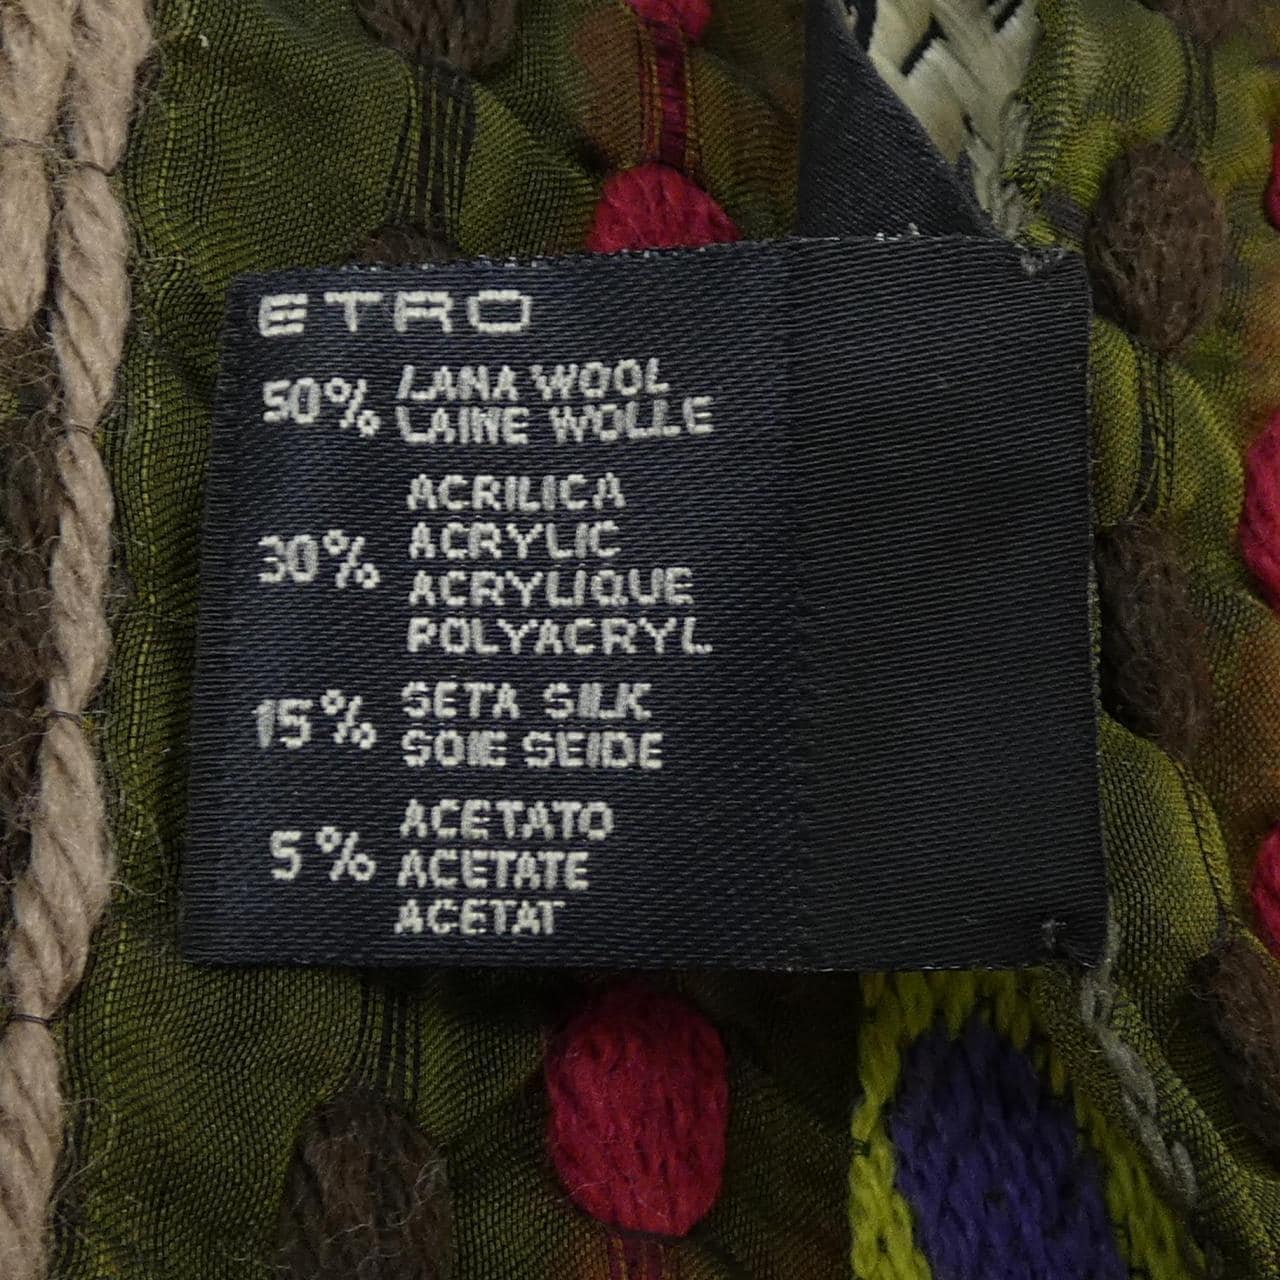 ETRO
50% LANA WOOL
LAINE WOLLE
ACRILICA
30% ACRYLIC
ACRYLIQUE
POLYACRYL.
15% SETA SILK
SOIE SEIDE
ACETATO
5% ACETATE
ACETAT